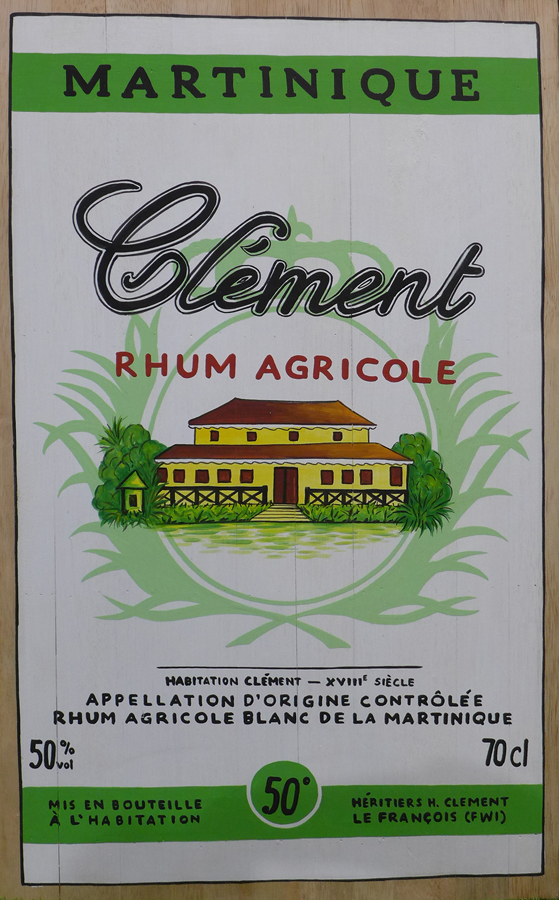 MARTINIQUE
Clément
RHUM AGRICOLE
HABITATION CLÉMENT — XVIIIE SIÈCLE
APPELLATION D'ORIGINE CONTRÔLÉE
RHUM AGRICOLE BLANC DE LA MARTINIQUE
50%vol
70cl
MIS EN BOUTEILLE
À L'HABITATION
50°
HÉRITIERS H. CLEMENT
LE FRANÇOIS (FWI)